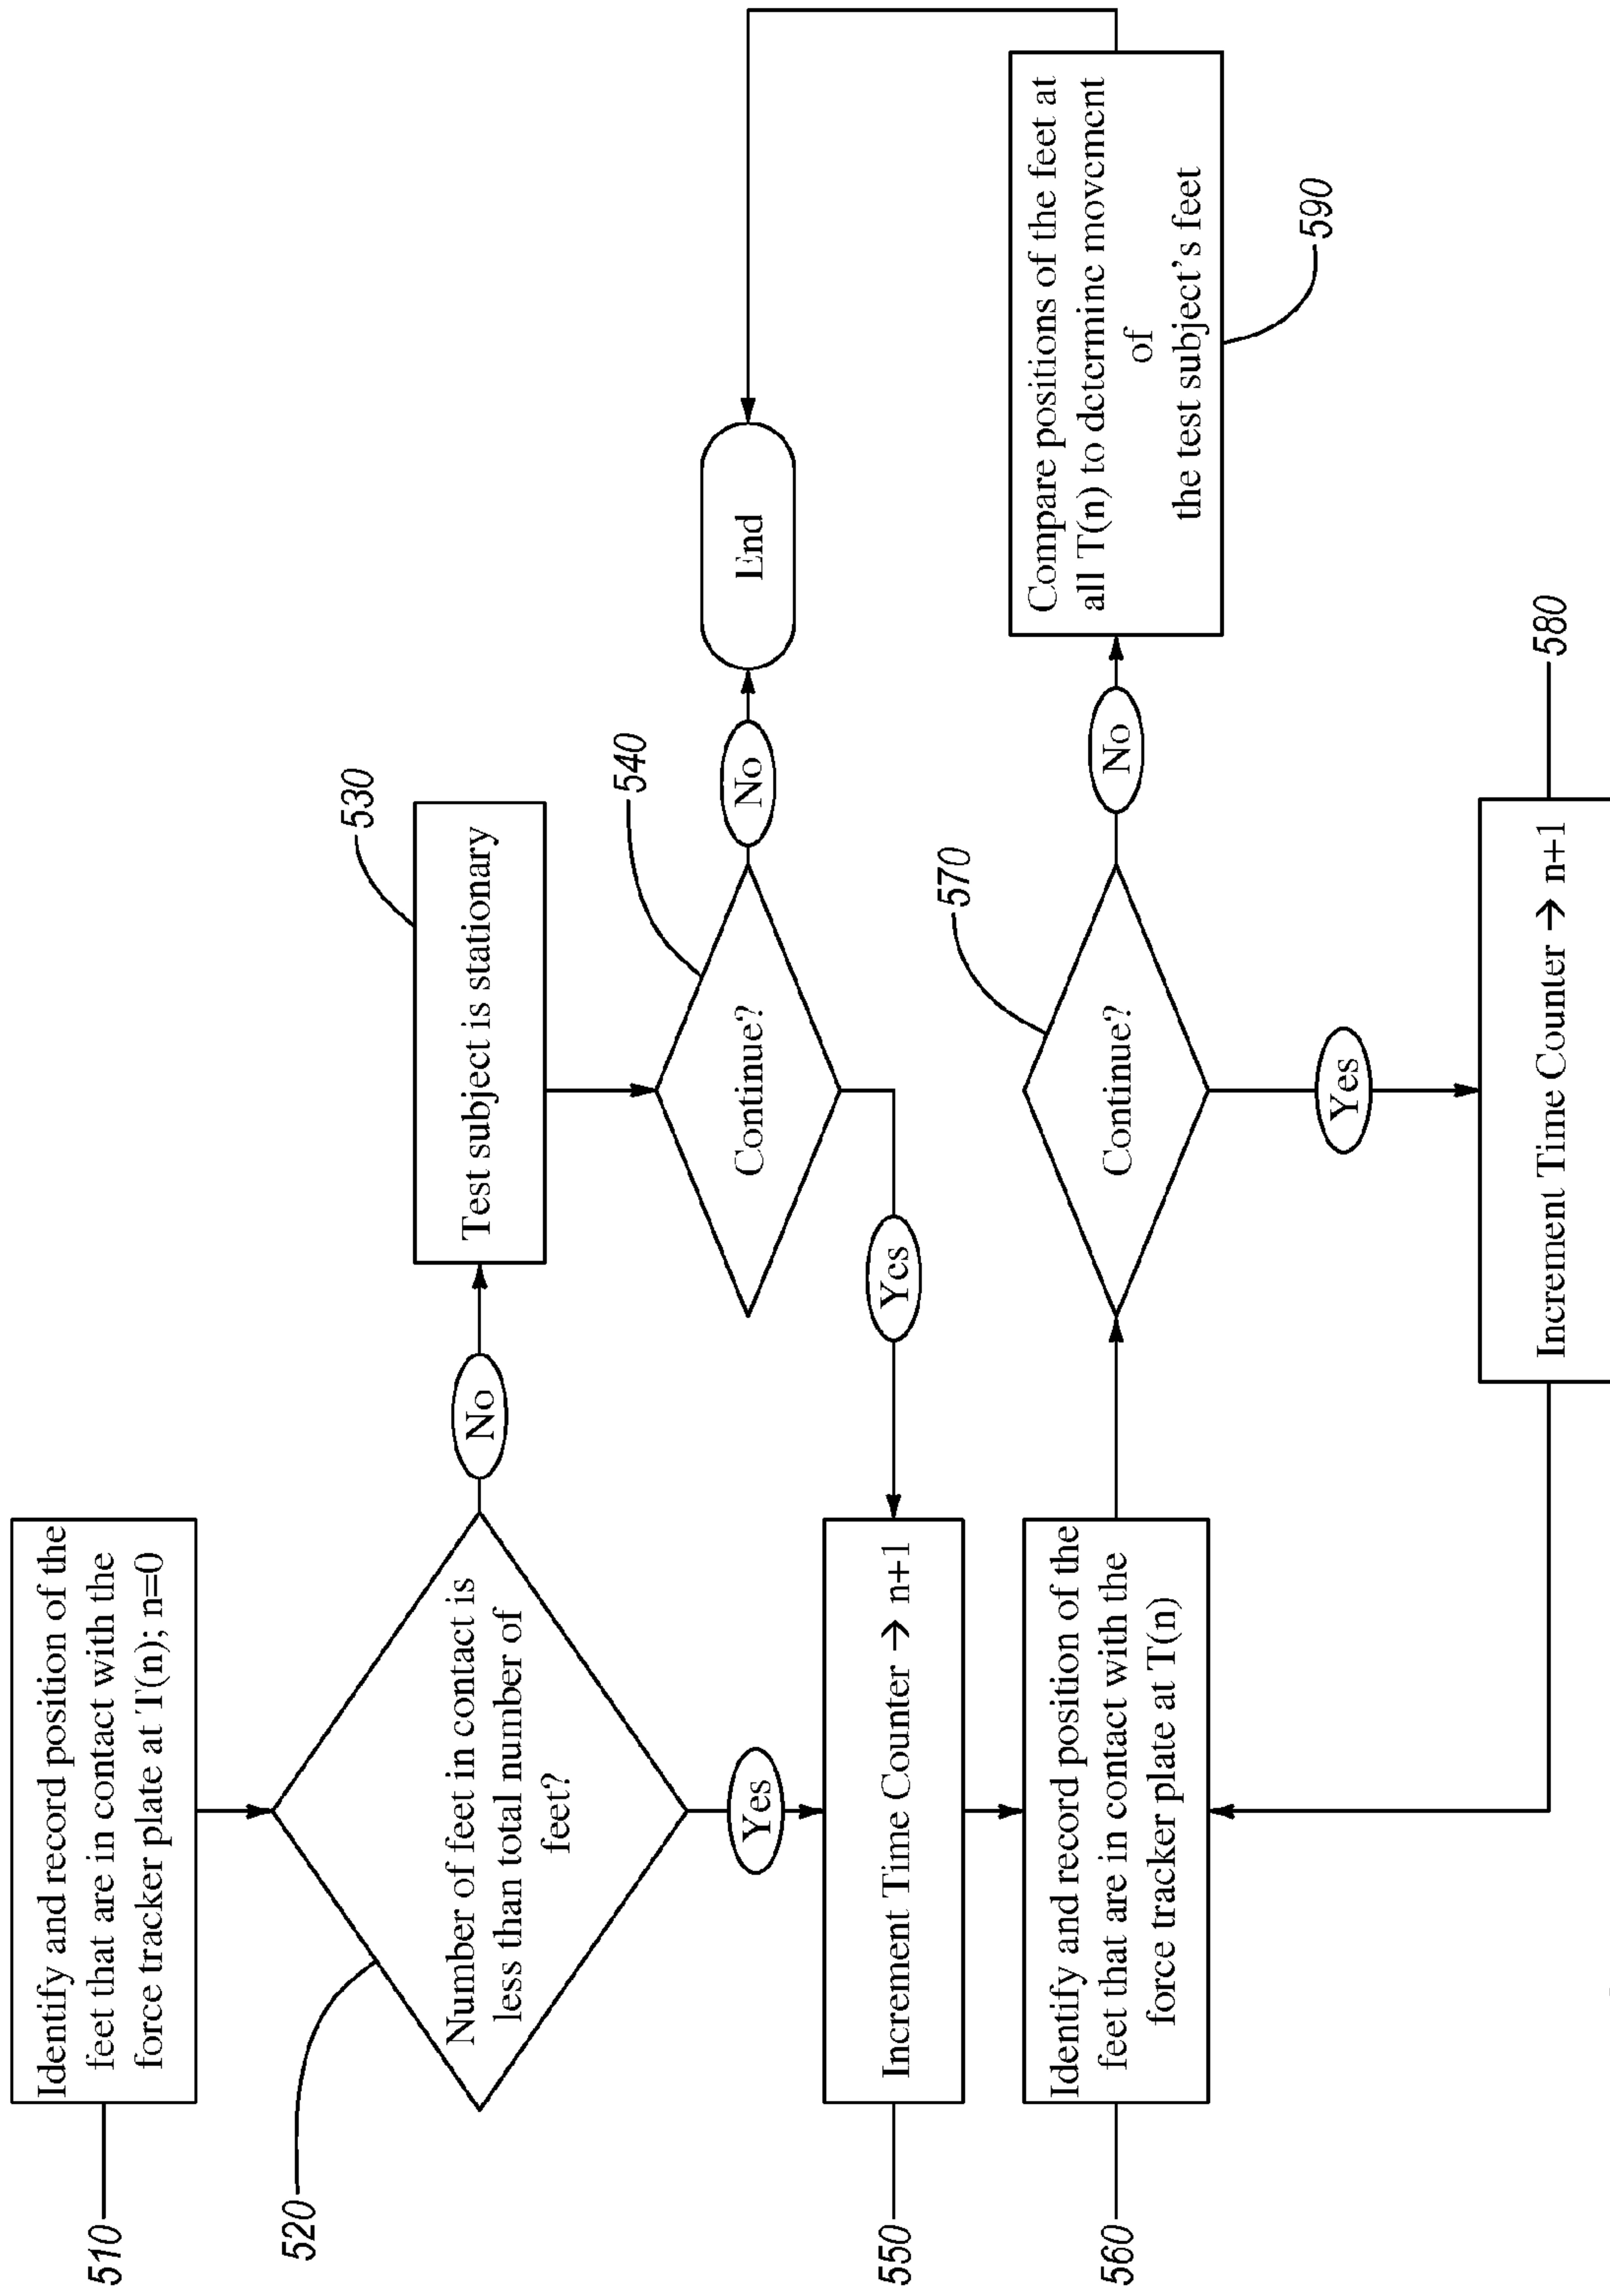 510
Identify and record position of the
feet that are in contact with the
force tracker plate at T(n); n=0
520
Number of feet in contact is
less than total number of
feet?
No
530
Test subject is stationary
540
Continue?
No
End
Yes
Yes
550
Increment Time Counter → n+1
560
Identify and record position of the
feet that are in contact with the
force tracker plate at T(n)
570
Continue?
No
Compare positions of the feet at
all T(n) to determine movement
of
the test subject's feet
590
Yes
Increment Time Counter → n+1
580